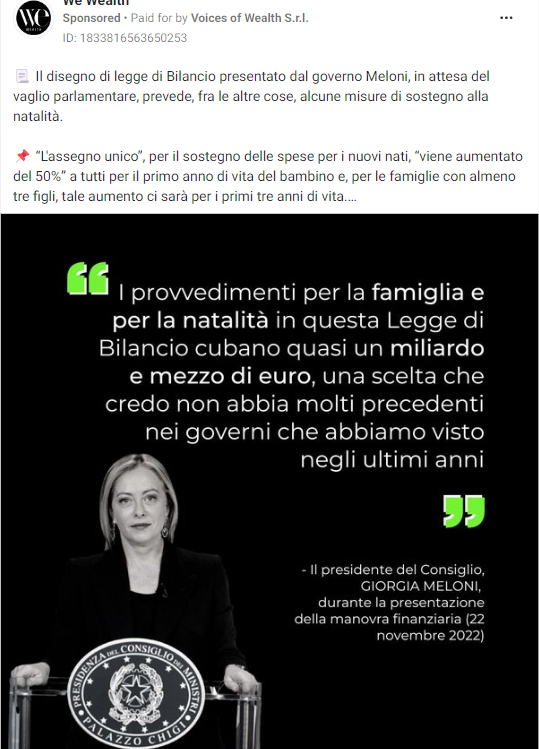 We Wealth
We
WEALTH
Sponsored • Paid for by Voices of Wealth S.r.l.
ID: 1833816563650253
Il disegno di legge di Bilancio presentato dal governo Meloni, in attesa del
vaglio parlamentare, prevede, fra le altre cose, alcune misure di sostegno alla
natalità.
“L'assegno unico”, per il sostegno delle spese per i nuovi nati, “viene aumentato
del 50%” a tutti per il primo anno di vita del bambino e, per le famiglie con almeno
tre figli, tale aumento ci sarà per i primi tre anni di vita....
“ I provvedimenti per la famiglia e
per la natalità in questa Legge di
Bilancio cubano quasi un miliardo
e mezzo di euro, una scelta che
credo non abbia molti precedenti
nei governi che abbiamo visto
negli ultimi anni
”
- Il presidente del Consiglio,
GIORGIA MELONI,
durante la presentazione
della manovra finanziaria (22
novembre 2022)
PRESIDENZA DEL CONSIGLIO DEI MINISTRI
PALAZZO CHIGI